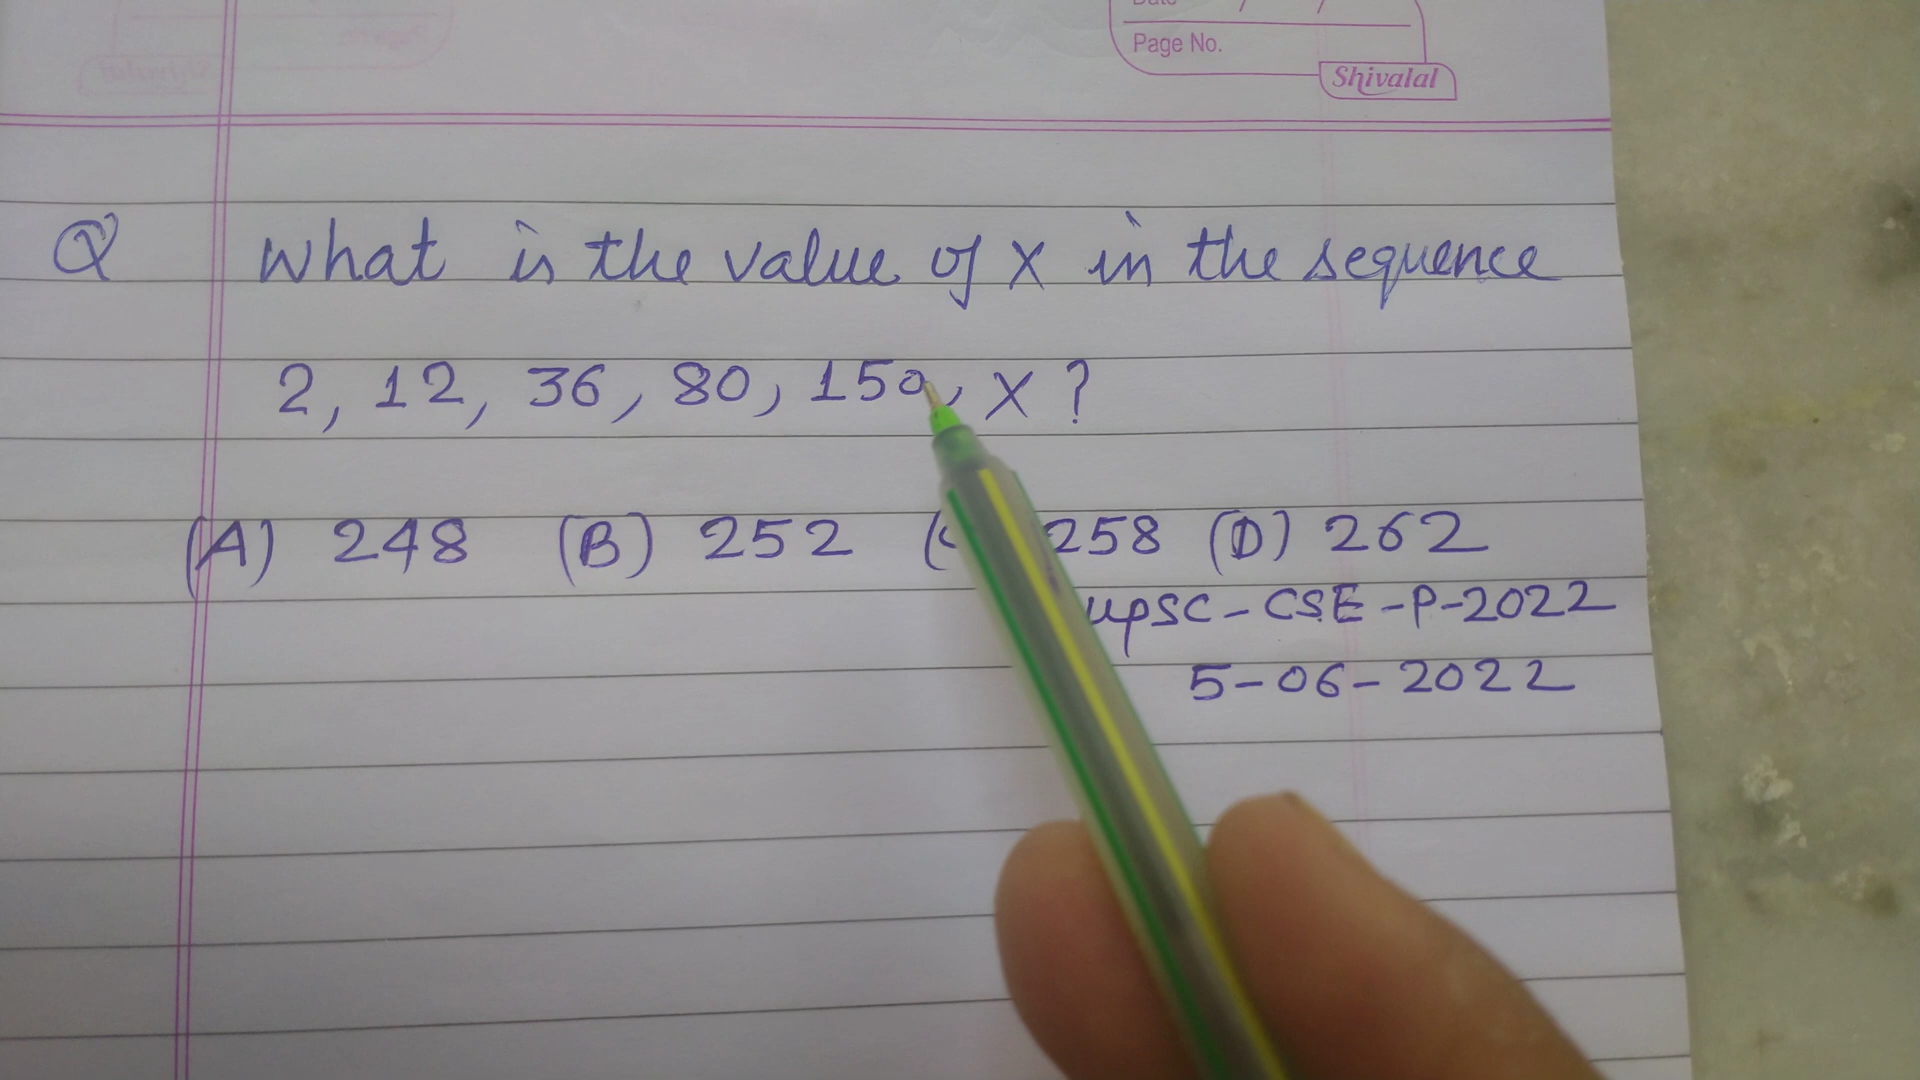 Page No.
Shivalal
Q What is the value of X in the sequence
2, 12, 36, 80, 150, X ?
(A) 248 (B) 252 ( 258 (D) 262
UPSC-CSE-P-2022
5-06-2022